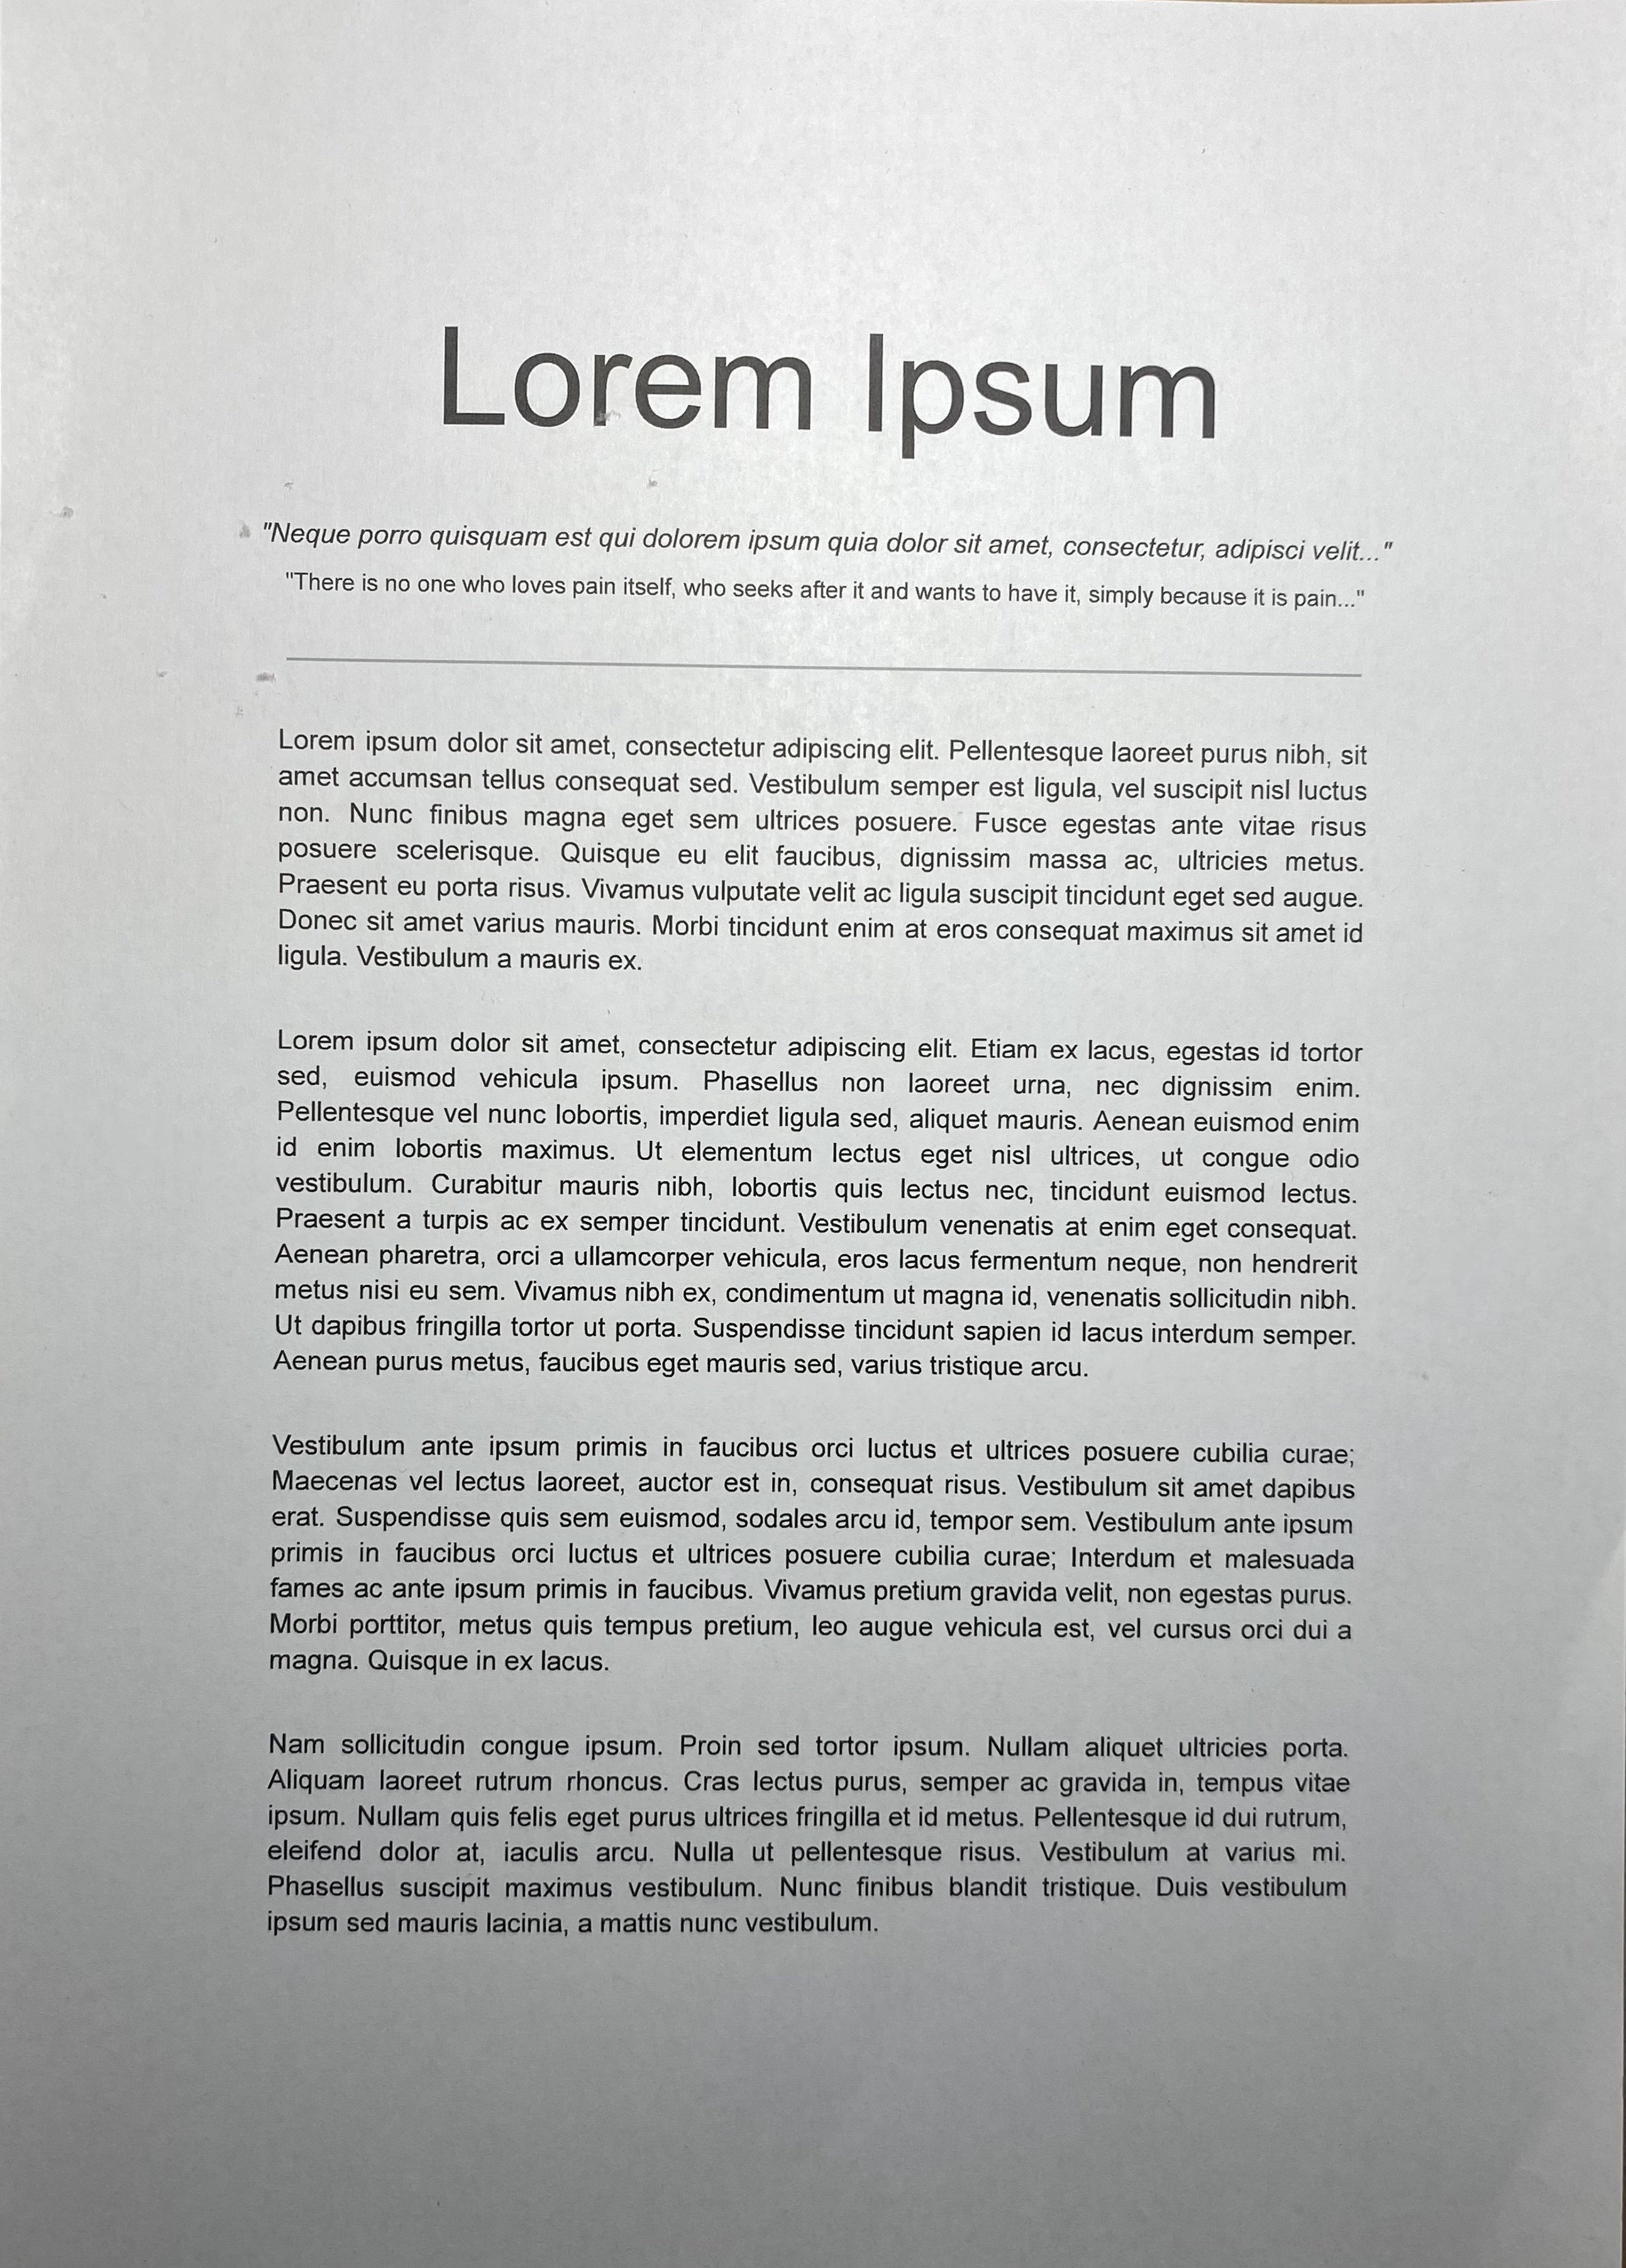 Lorem Ipsum
"Neque porro quisquam est qui dolorem ipsum quia dolor sit amet, consectetur, adipisci velit..."
"There is no one who loves pain itself, who seeks after it and wants to have it, simply because it is pain..."
Lorem ipsum dolor sit amet, consectetur adipiscing elit. Pellentesque laoreet purus nibh, sit
amet accumsan tellus consequat sed. Vestibulum semper est ligula, vel suscipit nisl luctus
non. Nunc finibus magna eget sem ultrices posuere. Fusce egestas ante vitae risus
posuere scelerisque. Quisque eu elit faucibus, dignissim massa ac, ultricies metus.
Praesent eu porta risus. Vivamus vulputate velit ac ligula suscipit tincidunt eget sed augue.
Donec sit amet varius mauris. Morbi tincidunt enim at eros consequat maximus sit amet id
ligula. Vestibulum a mauris ex.
Lorem ipsum dolor sit amet, consectetur adipiscing elit. Etiam ex lacus, egestas id tortor
sed, euismod vehicula ipsum. Phasellus non laoreet urna, nec dignissim enim.
Pellentesque vel nunc lobortis, imperdiet ligula sed, aliquet mauris. Aenean euismod enim
id enim lobortis maximus. Ut elementum lectus eget nisl ultrices, ut congue odio
vestibulum. Curabitur mauris nibh, lobortis quis lectus nec, tincidunt euismod lectus.
Praesent a turpis ac ex semper tincidunt. Vestibulum venenatis at enim eget consequat.
Aenean pharetra, orci a ullamcorper vehicula, eros lacus fermentum neque, non hendrerit
metus nisi eu sem. Vivamus nibh ex, condimentum ut magna id, venenatis sollicitudin nibh.
Ut dapibus fringilla tortor ut porta. Suspendisse tincidunt sapien id lacus interdum semper.
Aenean purus metus, faucibus eget mauris sed, varius tristique arcu.
Vestibulum ante ipsum primis in faucibus orci luctus et ultrices posuere cubilia curae;
Maecenas vel lectus laoreet, auctor est in, consequat risus. Vestibulum sit amet dapibus
erat. Suspendisse quis sem euismod, sodales arcu id, tempor sem. Vestibulum ante ipsum
primis in faucibus orci luctus et ultrices posuere cubilia curae; Interdum et malesuada
fames ac ante ipsum primis in faucibus. Vivamus pretium gravida velit, non egestas purus.
Morbi porttitor, metus quis tempus pretium, leo augue vehicula est, vel cursus orci dui a
magna. Quisque in ex lacus.
Nam sollicitudin congue ipsum. Proin sed tortor ipsum. Nullam aliquet ultricies porta.
Aliquam laoreet rutrum rhoncus. Cras lectus purus, semper ac gravida in, tempus vitae
ipsum. Nullam quis felis eget purus ultrices fringilla et id metus. Pellentesque id dui rutrum,
eleifend dolor at, iaculis arcu. Nulla ut pellentesque risus. Vestibulum at varius mi.
Phasellus suscipit maximus vestibulum. Nunc finibus blandit tristique. Duis vestibulum
ipsum sed mauris lacinia, a mattis nunc vestibulum.